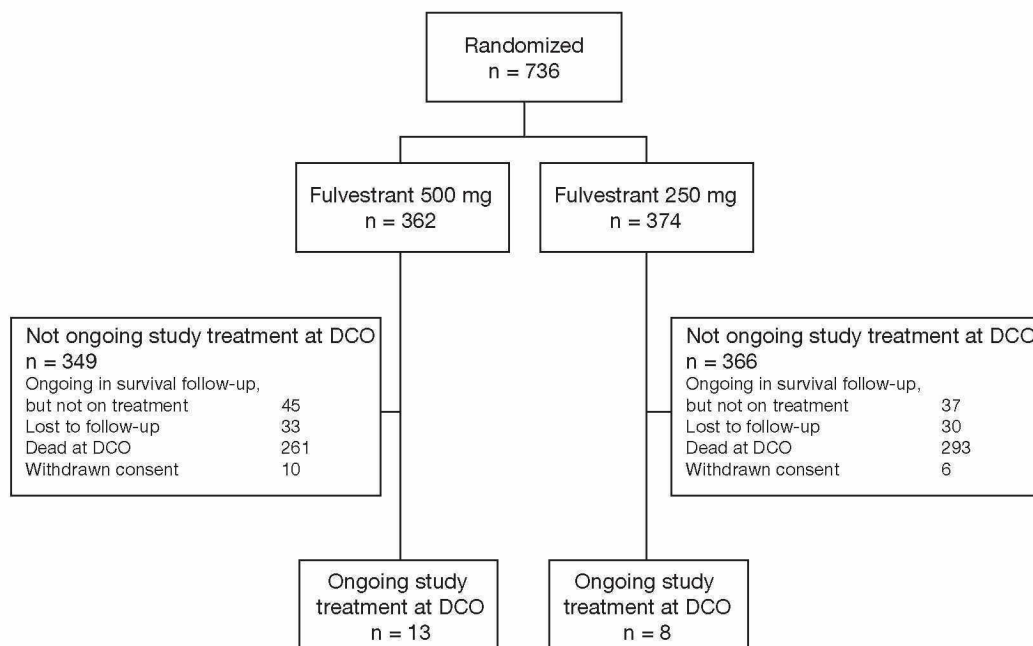 Randomized
n = 736
Fulvestrant 500 mg
n = 362
Fulvestrant 250 mg
n = 374
Not ongoing study treatment at DCO
n = 349
Ongoing in survival follow-up,
but not on treatment 45
Lost to follow-up 33
Dead at DCO 261
Withdrawn consent 10
Not ongoing study treatment at DCO
n = 366
Ongoing in survival follow-up,
but not on treatment 37
Lost to follow-up 30
Dead at DCO 293
Withdrawn consent 6
Ongoing study
treatment at DCO
n = 13
Ongoing study
treatment at DCO
n = 8